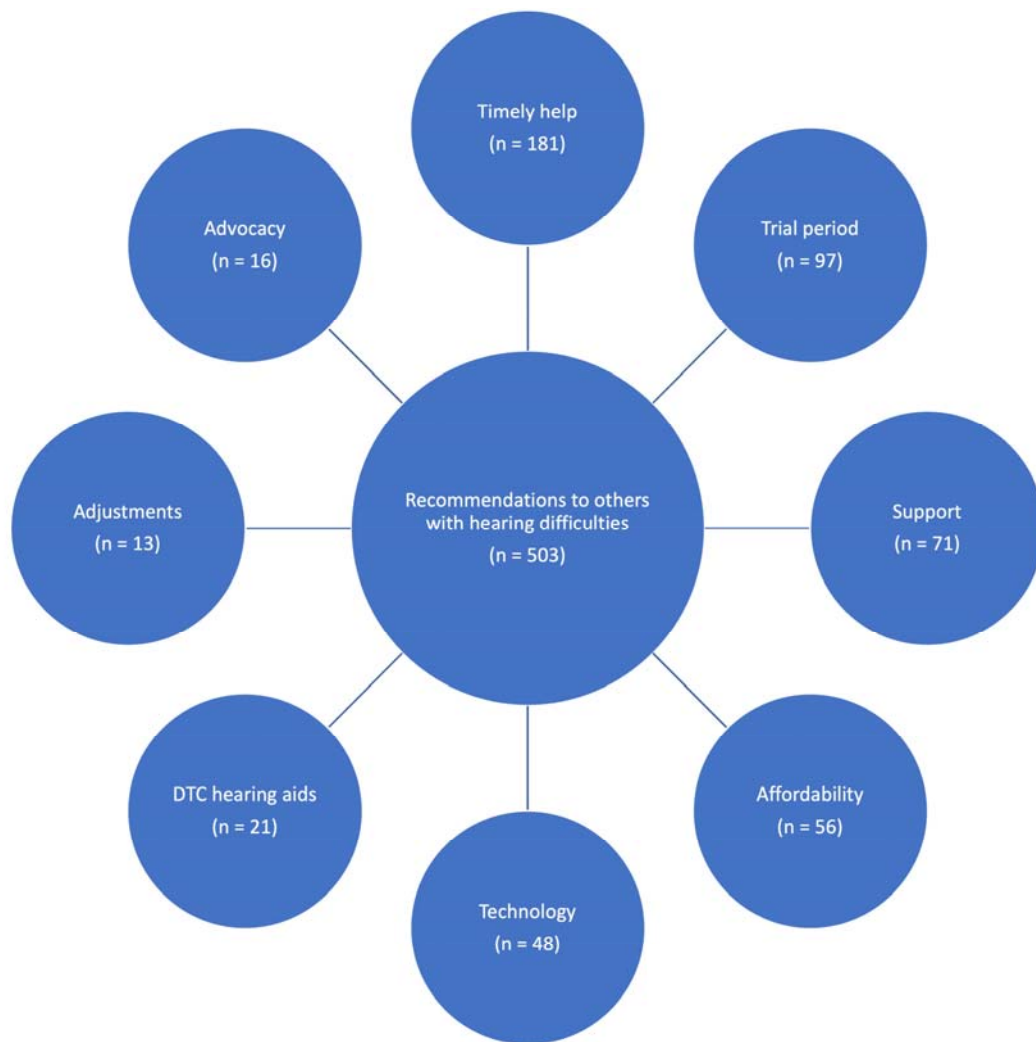 Timely help
(n = 181)
Trial period
(n = 97)
Support
(n = 71)
Affordability
(n = 56)
Technology
(n = 48)
DTC hearing aids
(n = 21)
Adjustments
(n = 13)
Advocacy
(n = 16)
Recommendations to others
with hearing difficulties
(n = 503)